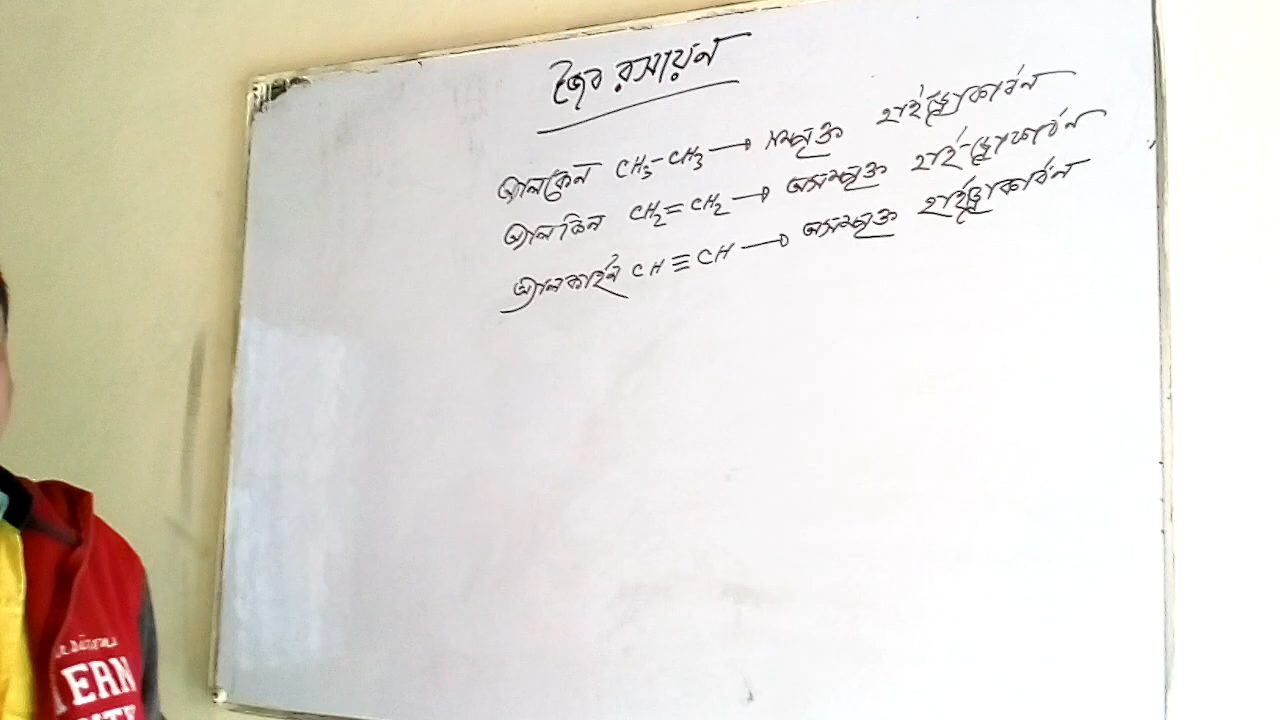 জৈব রসায়ন
অ্যালকেন CH₃-CH₃ → সম্পৃক্ত হাইড্রোকার্বন
অ্যালকিন CH₂=CH₂ → অসম্পৃক্ত হাই-ড্রোকার্বন
অ্যালকাইন CH≡CH → অসম্পৃক্ত হাইড্রোকার্বন
ERN